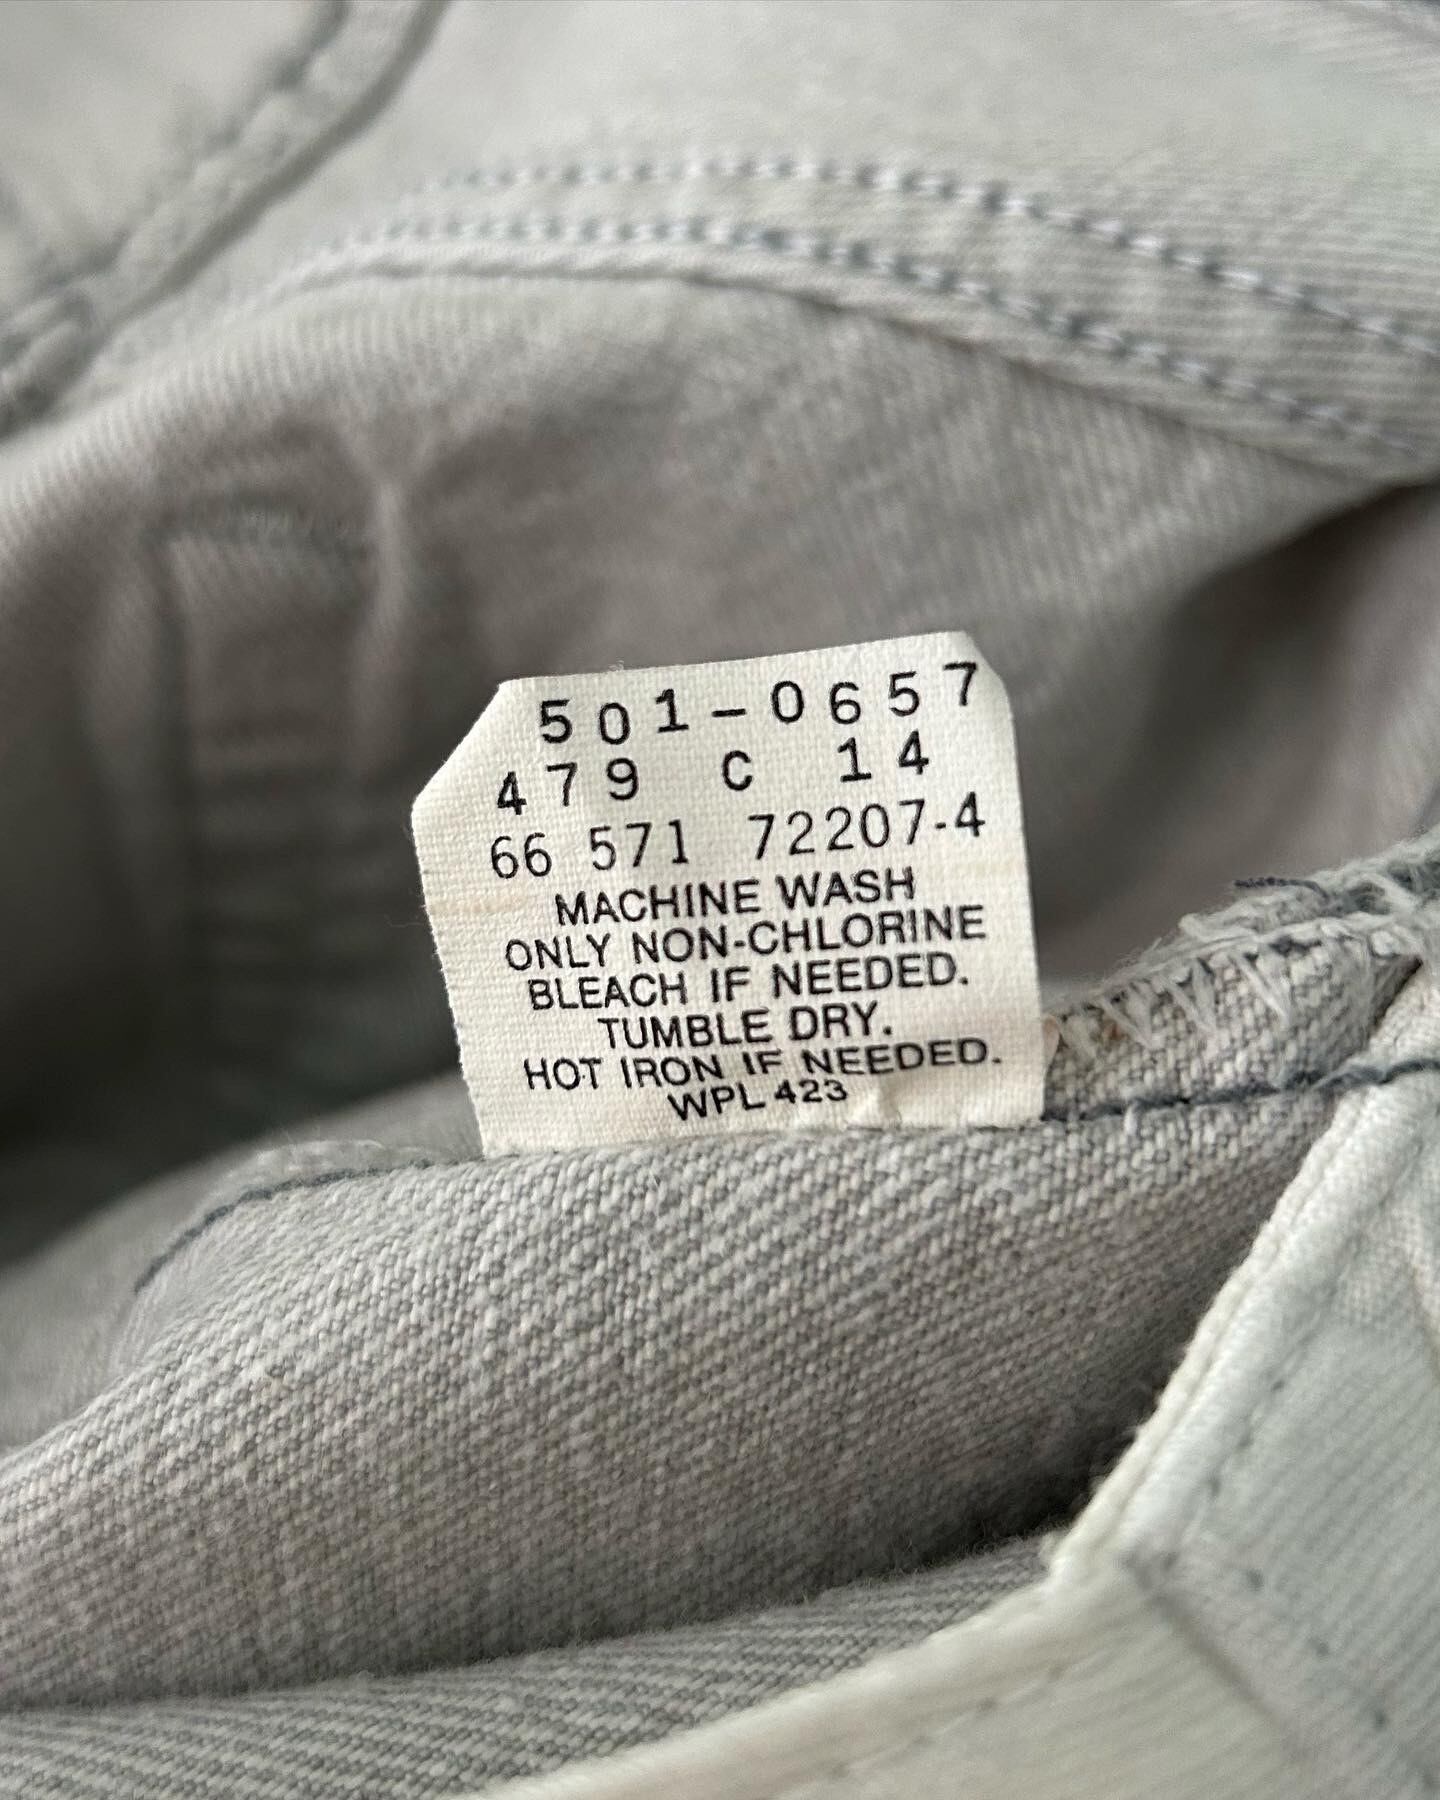 501-0657
479 C 14
66 571 72207-4
MACHINE WASH
ONLY NON-CHLORINE
BLEACH IF NEEDED.
TUMBLE DRY.
HOT IRON IF NEEDED.
WPL 423